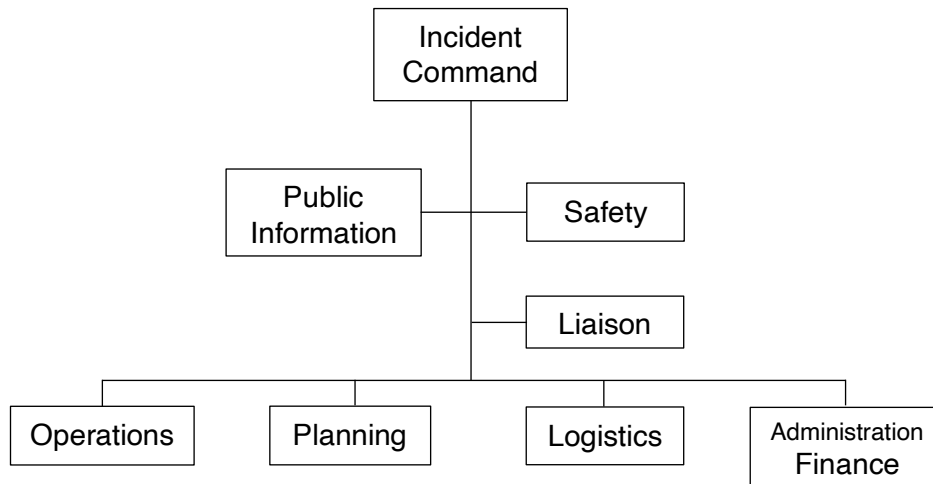 Incident
Command
Public
Information
Safety
Liaison
Operations
Planning
Logistics
Administration
Finance